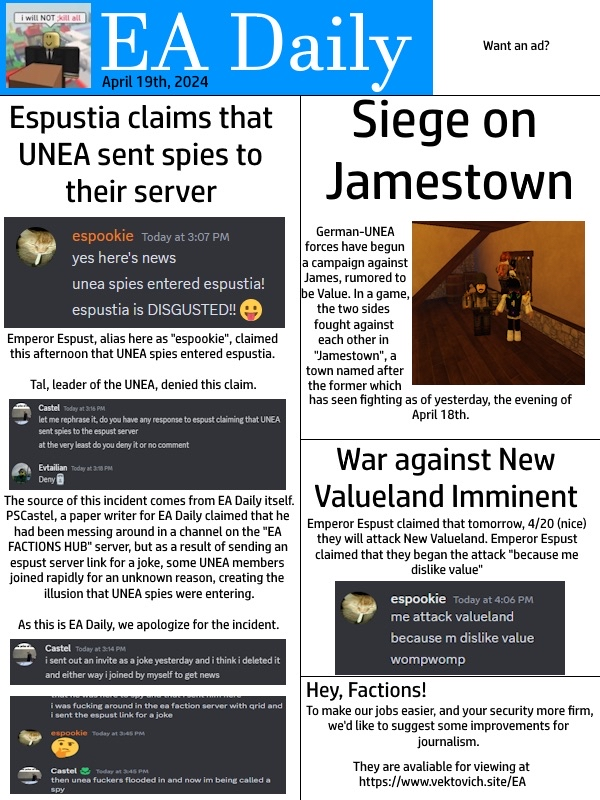 i will NOT ;kill all
EA Daily
April 19th, 2024
Want an ad?
Espustia claims that
UNEA sent spies to
their server
espookie Today at 3:07 PM
yes here's news
unea spies entered espustia!
espustia is DISGUSTED!! 😛
Emperor Espust, alias here as "espookie", claimed
this afternoon that UNEA spies entered espustia.
Tal, leader of the UNEA, denied this claim.
Castel Today at 3:16 PM
let me rephrase it, do you have any response to espust claiming that UNEA
sent spies to the espust server
at the very least do you deny it or no comment
Evtailian Today at 3:18 PM
Deny
The source of this incident comes from EA Daily itself.
PSCastel, a paper writer for EA Daily claimed that he
had been messing around in a channel on the "EA
FACTIONS HUB" server, but as a result of sending an
espust server link for a joke, some UNEA members
joined rapidly for an unknown reason, creating the
illusion that UNEA spies were entering.
As this is EA Daily, we apologize for the incident.
Castel Today at 3:14 PM
i sent out an invite as a joke yesterday and i think i deleted it
and either way i joined by myself to get news
that he was here to spy and that i sent him here
i was fucking around in the ea faction server with qrid and
i sent the espust link for a joke
espookie Today at 3:46 PM
🤔
Castel Today at 3:46 PM
then unea fuckers flooded in and now im being called a
spy
Siege on
Jamestown
German-UNEA
forces have begun
a campaign against
James, rumored to
be Value. In a game,
the two sides
fought against
each other in
"Jamestown", a
town named after
the former which
has seen fighting as of yesterday, the evening of
April 18th.
War against New
Valueland Imminent
Emperor Espust claimed that tomorrow, 4/20 (nice)
they will attack New Valueland. Emperor Espust
claimed that they began the attack "because me
dislike value"
espookie Today at 4:06 PM
me attack valueland
because m dislike value
wompwomp
Hey, Factions!
To make our jobs easier, and your security more firm,
we'd like to suggest some improvements for
journalism.
They are avaliable for viewing at
https://www.vektovich.site/EA